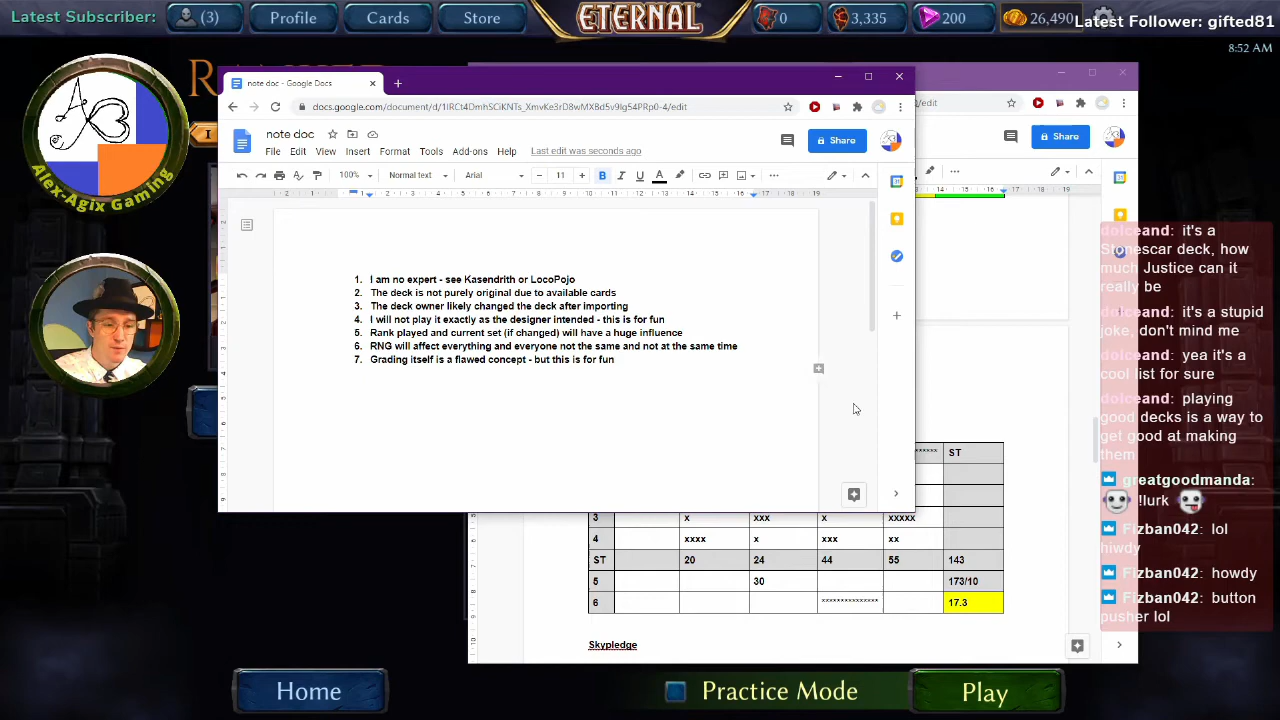 Latest Subscriber:
(3)
Profile
Cards
Store
ETERNAL
0
3,335
200
26,490
Latest Follower: gifted81
8:52 AM
Alex-Agix Gaming
note doc - Google Docs
docs.google.com/document/d/1IRCt4DmhSCiKNTs_XmvKe3rD8wMXBd5v9Ig54PRp0-4/edit
note doc
File Edit View Insert Format Tools Add-ons Help
Last edit was seconds ago
Share
Share
100%
Normal text
Arial
11
B I U A
1. I am no exprt - see Kasendrith or LocoPojo
2. The deck is not purely original due to available cards
3. The deck owner likely changed the deck after importing
4. I will not play it exactly as the designer intended - this is for fun
5. Rank played and current set (if changed) will have a huge influence
6. RNG will affect everything and everyone not the same and not at the same time
7. Grading itself is a flawed concept - but this is for fun
ST
3 x xxx x xxxxx
4 xxxx x xxx xx
ST 20 24 44 55 143
5 30 173/10
6 *************** 17.3
Skypledge
dolceand: it's a
Stonescar deck, how
much Justice can it
really be
dolceand: it's a stupid
joke, don't mind me
dolceand: yea it's a
cool list for sure
dolceand: playing
good decks is a way to
get good at making
them
greatgoodmanda:
!lurk
Fizban042: lol
hiwdy
Fizban042: howdy
Fizban042: button
pusher lol
Home
Practice Mode
Play